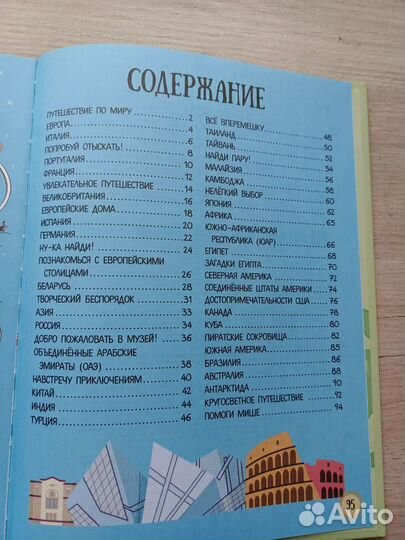 СОДЕРЖАНИЕ
ПУТЕШЕСТВИЕ ПО МИРУ 2
ЕВРОПА 4
ИТАЛИЯ 6
ПОПРОБУЙ ОТЫСКАТЬ! 8
ПОРТУГАЛИЯ 10
ФРАНЦИЯ 12
УВЛЕКАТЕЛЬНОЕ ПУТЕШЕСТВИЕ 14
ВЕЛИКОБРИТАНИЯ 16
ЕВРОПЕЙСКИЕ ДОМА 18
ИСПАНИЯ 20
ГЕРМАНИЯ 22
НУ-КА НАЙДИ! 24
ПОЗНАКОМЬСЯ С ЕВРОПЕЙСКИМИ
СТОЛИЦАМИ 26
БЕЛАРУСЬ 28
ТВОРЧЕСКИЙ БЕСПОРЯДОК 31
АЗИЯ 33
РОССИЯ 34
ДОБРО ПОЖАЛОВАТЬ В МУЗЕЙ! 36
ОБЪЕДИНЁННЫЕ АРАБСКИЕ
ЭМИРАТЫ (ОАЭ) 38
НАВСТРЕЧУ ПРИКЛЮЧЕНИЯМ 40
КИТАЙ 42
ИНДИЯ 44
ТУРЦИЯ 46
ВСЁ ВПЕРЕМЕШКУ 48
ТАИЛАНД 50
ТАЙВАНЬ 52
НАЙДИ ПАРУ! 54
МАЛАЙЗИЯ 56
КАМБОДЖА 58
НЕЛЁГКИЙ ВЫБОР 60
ЯПОНИЯ 62
АФРИКА 65
ЮЖНО-АФРИКАНСКАЯ
РЕСПУБЛИКА (ЮАР) 66
ЕГИПЕТ 68
ЗАГАДКИ ЕГИПТА 70
СЕВЕРНАЯ АМЕРИКА 72
СОЕДИНЁННЫЕ ШТАТЫ АМЕРИКИ 74
ДОСТОПРИМЕЧАТЕЛЬНОСТИ США 76
КАНАДА 78
КУБА 80
ПИРАТСКИЕ СОКРОВИЩА 82
ЮЖНАЯ АМЕРИКА 85
БРАЗИЛИЯ 86
АВСТРАЛИЯ 88
АНТАРКТИДА 90
КРУГОСВЕТНОЕ ПУТЕШЕСТВИЕ 92
ПОМОГИ МИШЕ 94
95
Avito